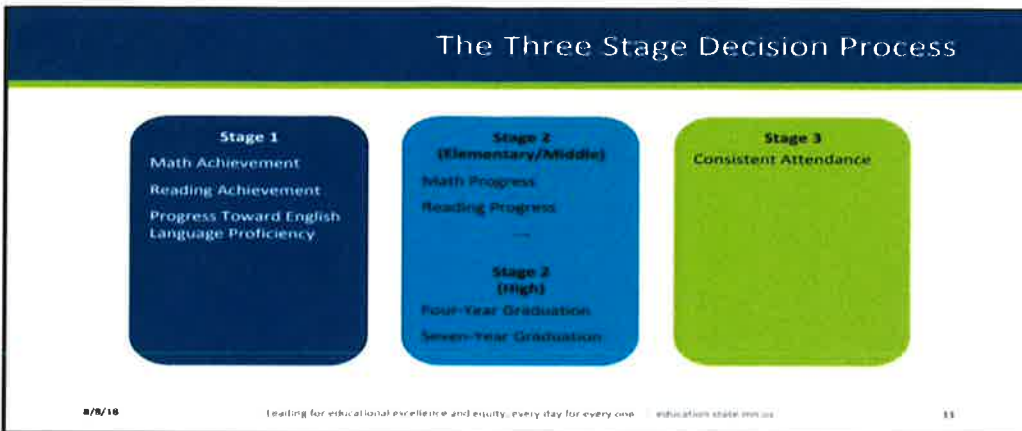 The Three Stage Decision Process
Stage 1
Math Achievement
Reading Achievement
Progress Toward English
Language Proficiency
Stage 2
(Elementary/Middle)
Math Progress
Reading Progress
---
Stage 2
(High)
Four-Year Graduation
Seven-Year Graduation
Stage 3
Consistent Attendance
8/8/18
Leading for educational excellence and equity, every day for every one. | education.state.mn.us
11